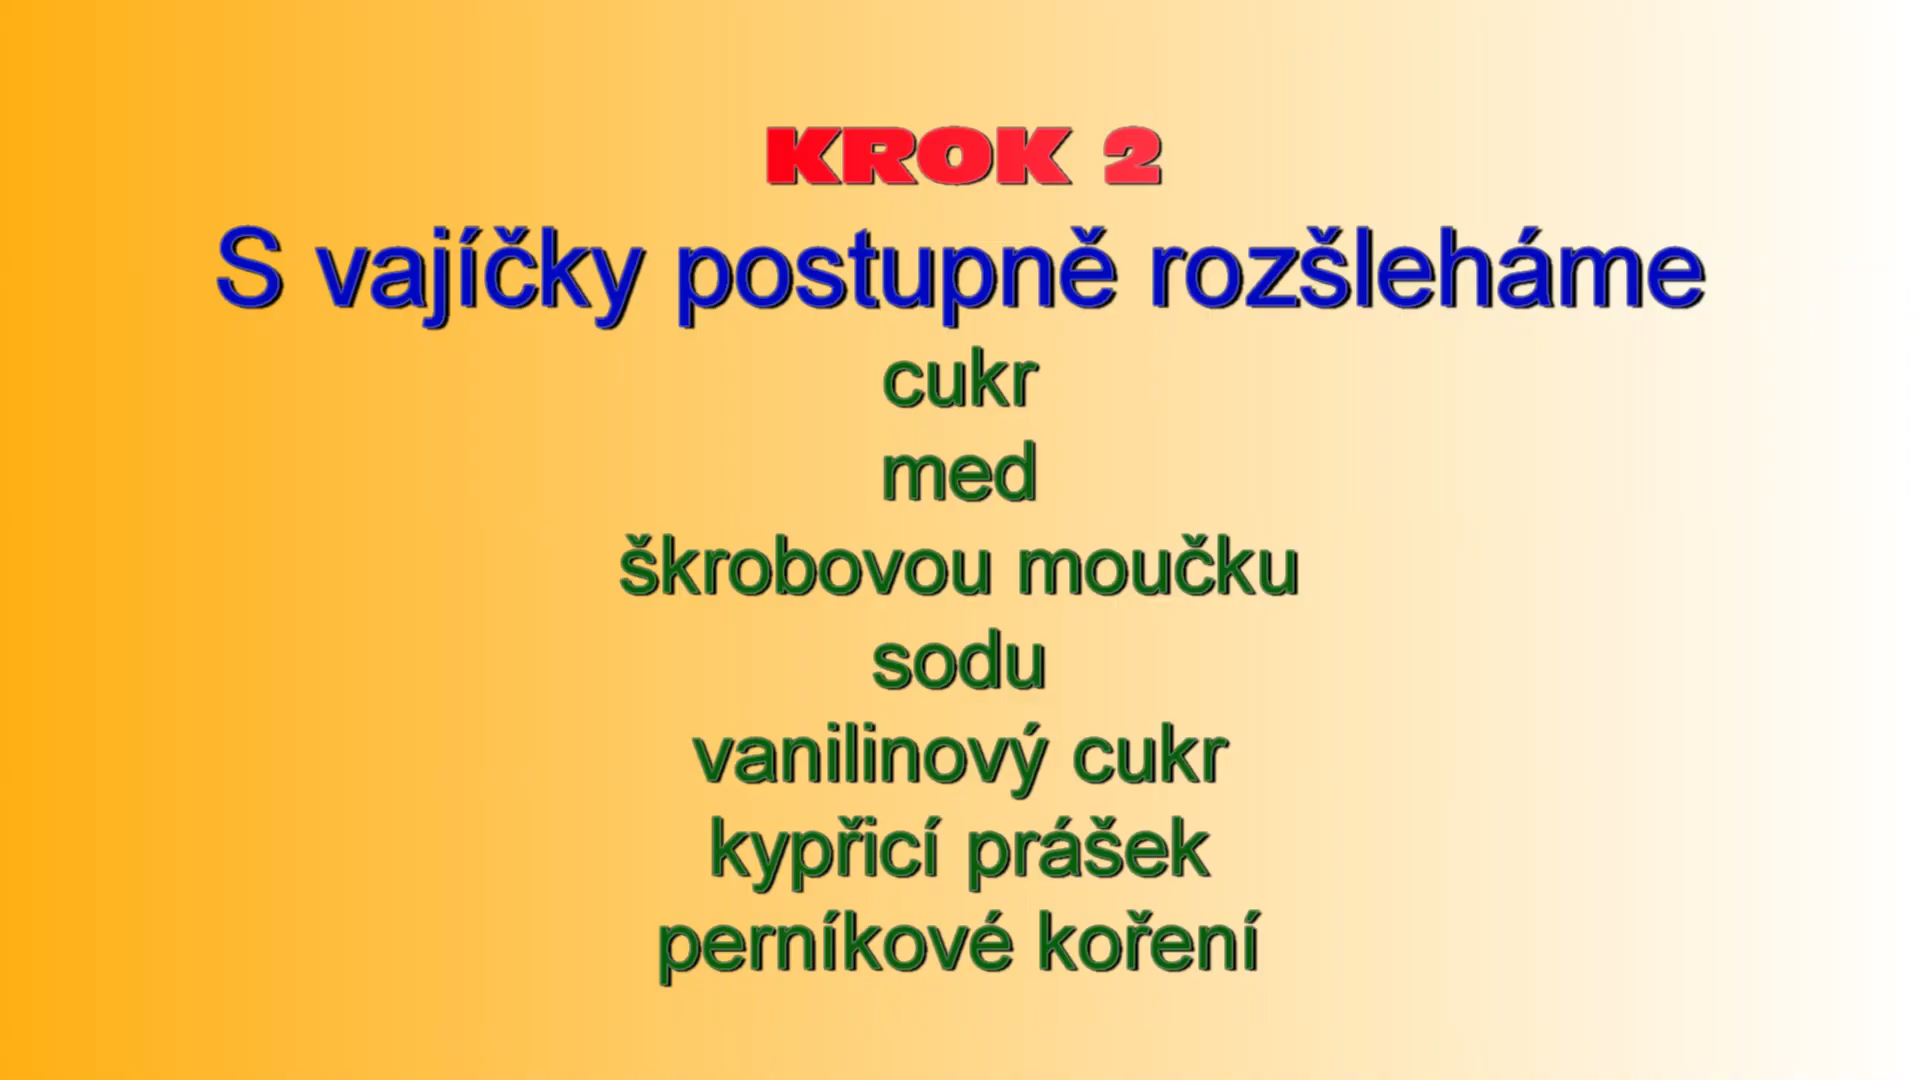 KROK 2
S vajíčky postupně rozšleháme
cukr
med
škrobovou moučku
sodu
vanilinový cukr
kypřicí prášek
perníkové koření